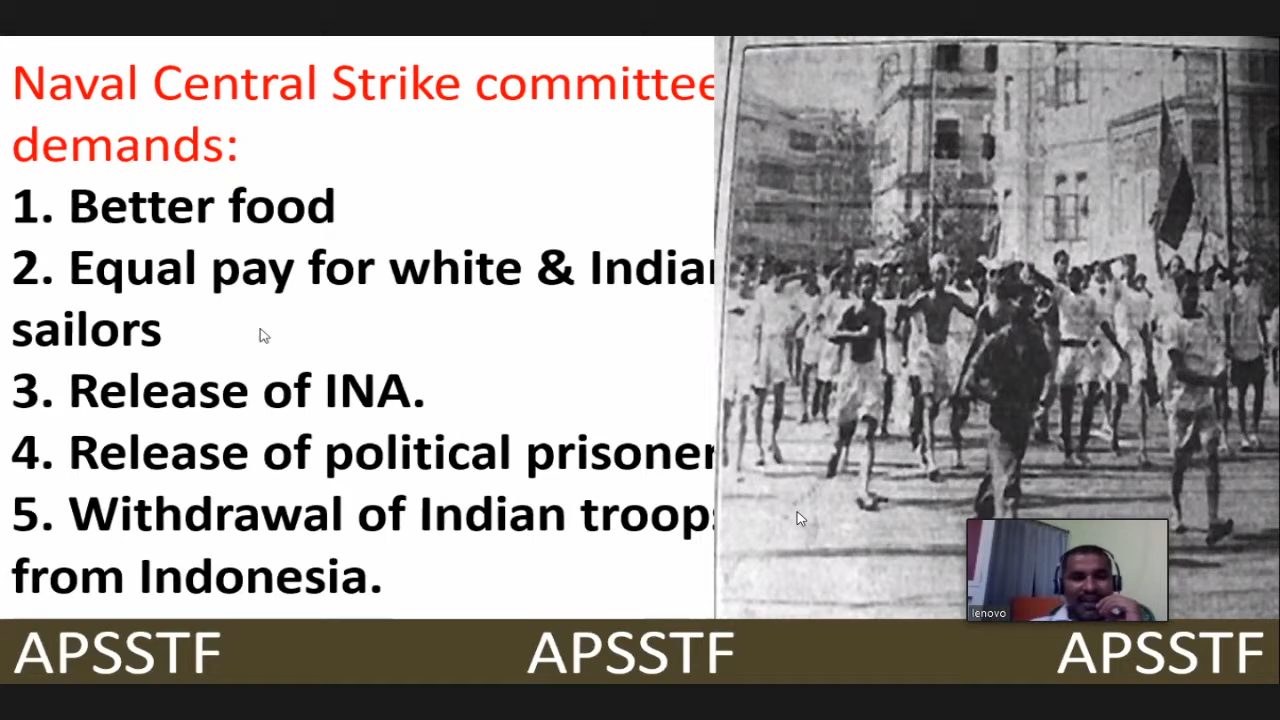 Naval Central Strike committee
demands:
1. Better food
2. Equal pay for white & Indian
sailors
3. Release of INA.
4. Release of political prisoner
5. Withdrawal of Indian troops
from Indonesia.
lenovo
APSSTF APSSTF APSSTF